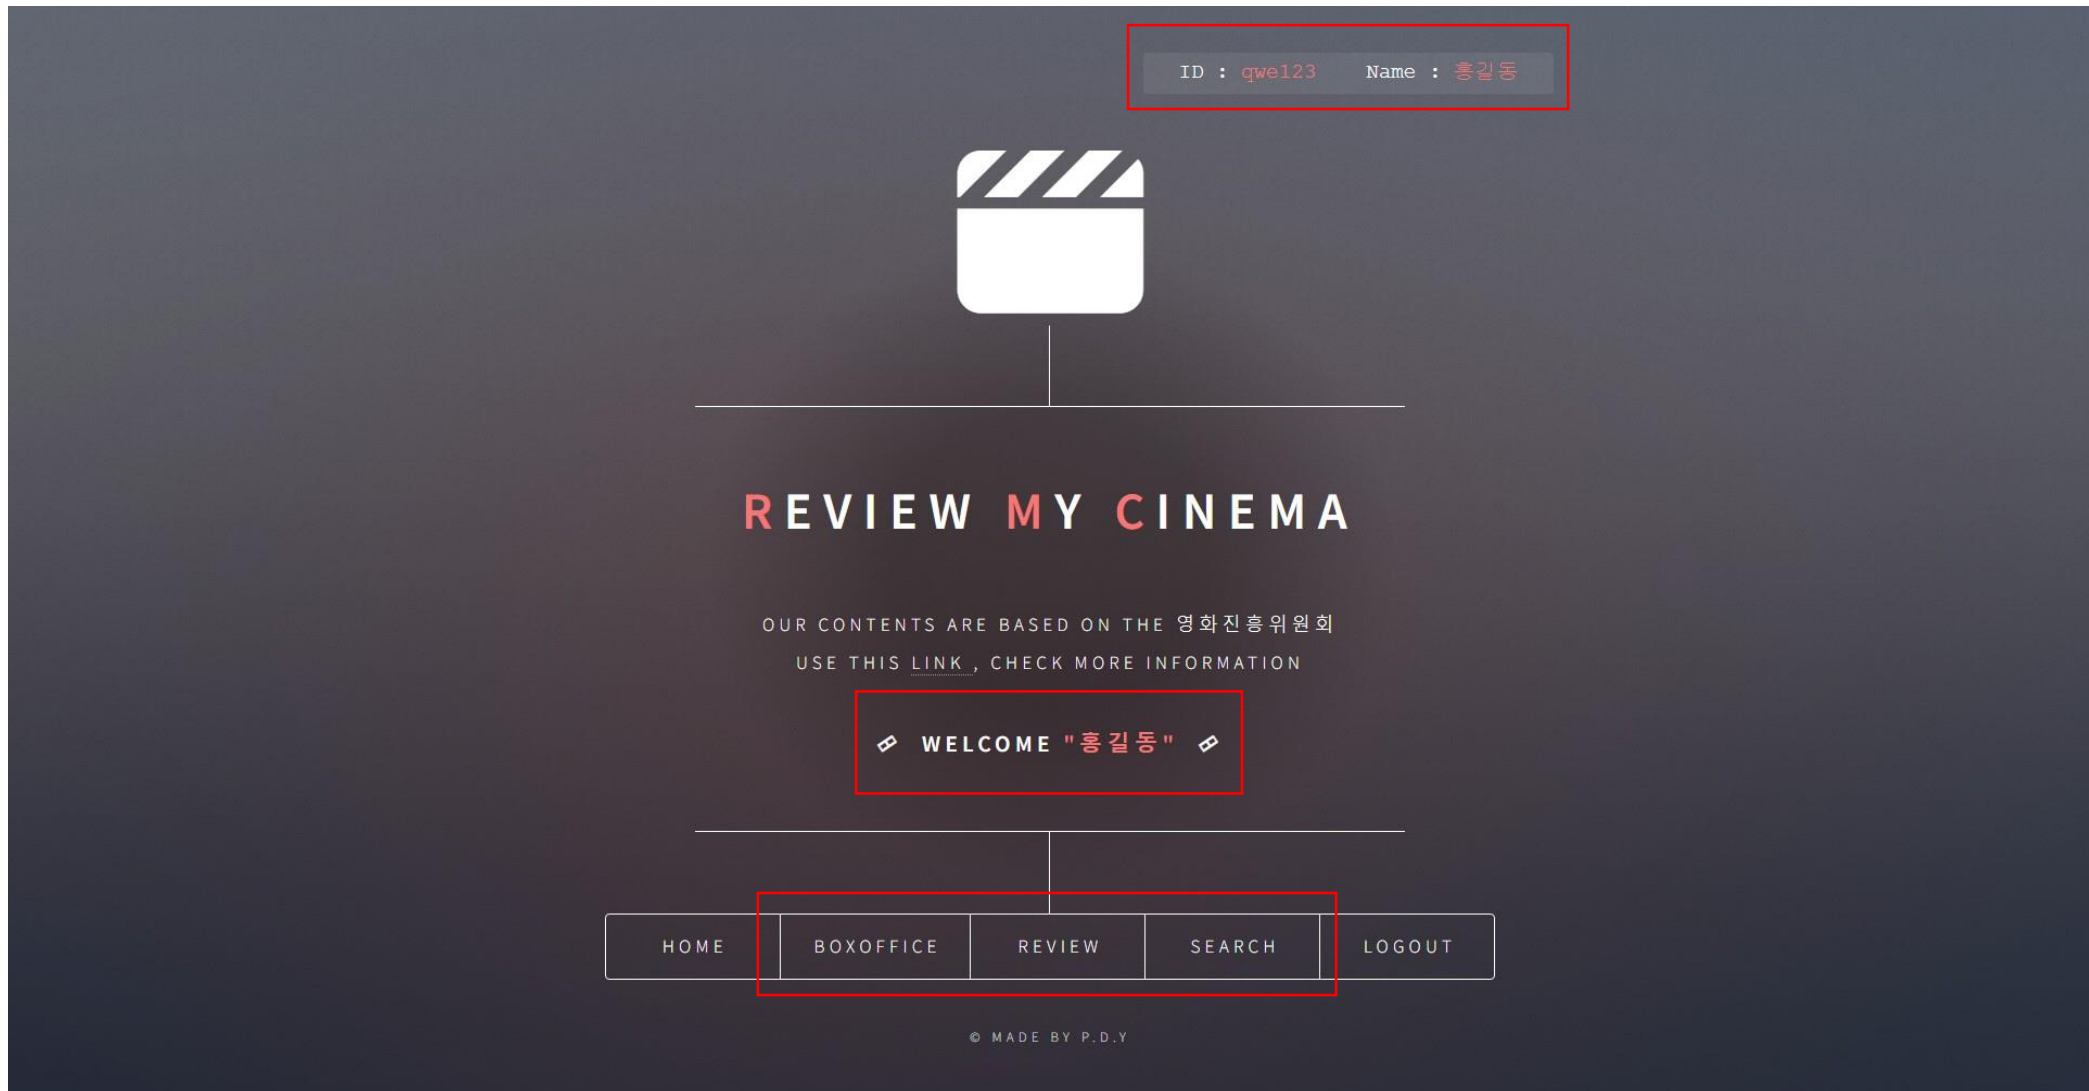 ID : qwe123 Name : 홍길동
REVIEW MY CINEMA
OUR CONTENTS ARE BASED ON THE 영화진흥위원회
USE THIS LINK , CHECK MORE INFORMATION
WELCOME "홍길동"
HOME BOXOFFICE REVIEW SEARCH LOGOUT
© MADE BY P.D.Y